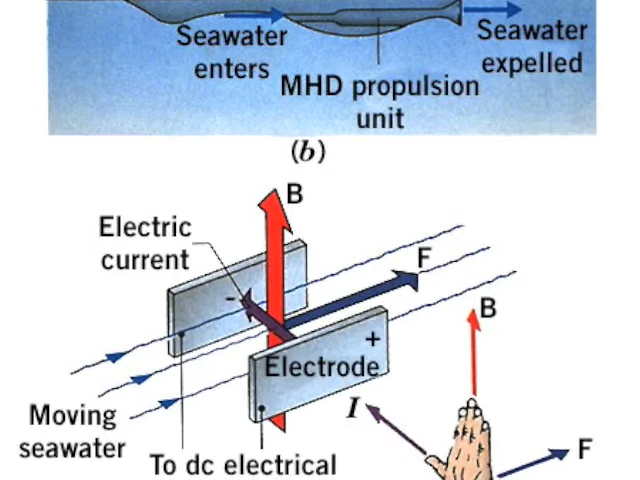 Seawater
enters
Seawater
expelled
MHD propulsion
unit
(b)
B
Electric
current
F
-
+
Electrode
B
I
F
Moving
seawater
To dc electrical